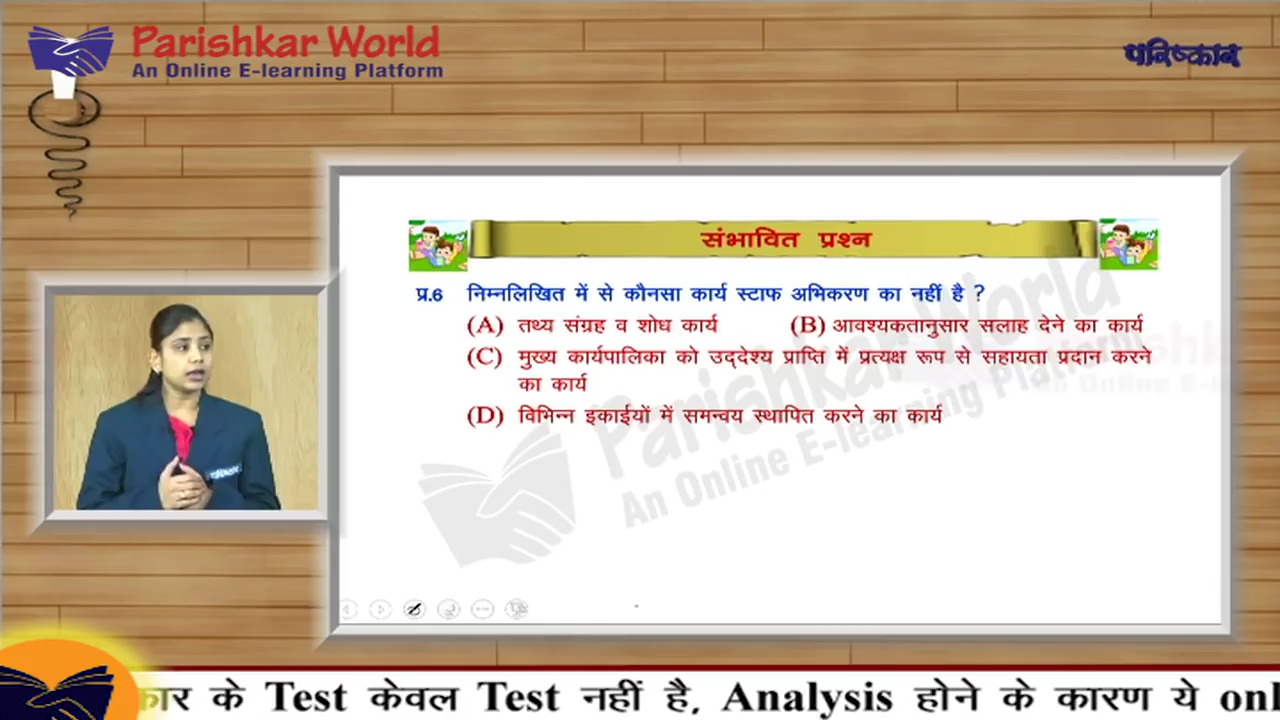 Parishkar World
An Online E-learning Platform
परिष्कार
संभावित प्रश्न
प्र.6 निम्नलिखित में से कौनसा कार्य स्टाफ अभिकरण का नहीं है ?
(A) तथ्य संग्रह व शोध कार्य (B) आवश्यकतानुसार सलाह देने का कार्य
(C) मुख्य कार्यपालिका को उद्देश्य प्राप्ति में प्रत्यक्ष रूप से सहायता प्रदान करने
का कार्य
(D) विभिन्न इकाईयों में समन्वय स्थापित करने का कार्य
Parishkar World
An Online E-learning Platform
कार के Test केवल Test नहीं है, Analysis होने के कारण ये onl